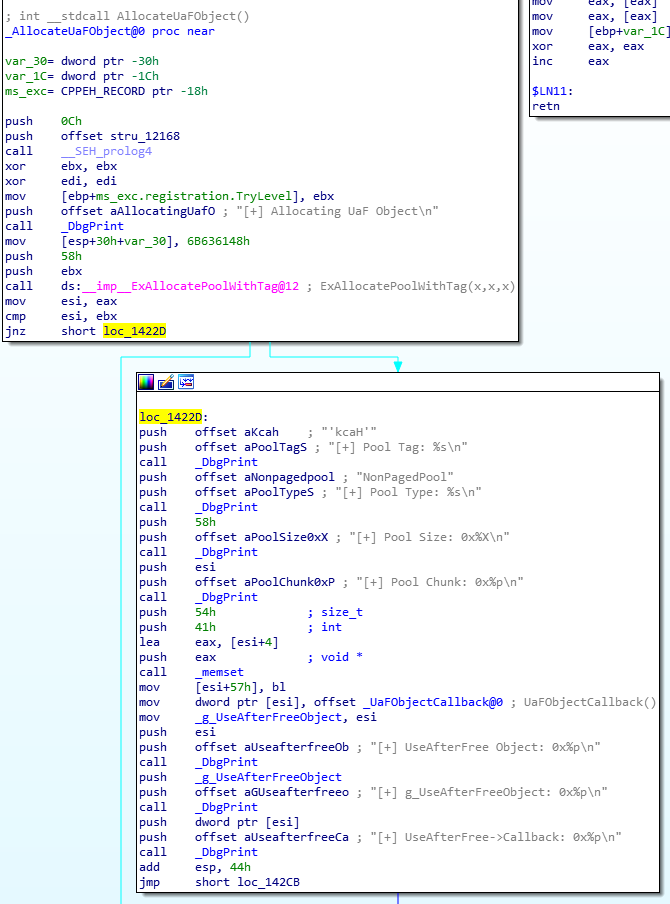 ; int __stdcall AllocateUaFObject()
_AllocateUaFObject@0 proc near
var_30= dword ptr -30h
var_1C= dword ptr -1Ch
ms_exc= CPPEH_RECORD ptr -18h
push 0Ch
push offset stru_12168
call __SEH_prolog4
xor ebx, ebx
xor edi, edi
mov [ebp+ms_exc.registration.TryLevel], ebx
push offset aAllocatingUafO ; "[+] Allocating UaF Object\n"
call _DbgPrint
mov [esp+30h+var_30], 6B636148h
push 58h
push ebx
call ds:__imp__ExAllocatePoolWithTag@12 ; ExAllocatePoolWithTag(x,x,x)
mov esi, eax
cmp esi, ebx
jnz short loc_1422D
mov eax, [eax]
mov eax, [eax]
mov [ebp+var_1C]
xor eax, eax
inc eax
$LN11:
retn
loc_1422D:
push offset aKcah ; "'kcaH'"
push offset aPoolTagS ; "[+] Pool Tag: %s\n"
call _DbgPrint
push offset aNonpagedpool ; "NonPagedPool"
push offset aPoolTypeS ; "[+] Pool Type: %s\n"
call _DbgPrint
push 58h
push offset aPoolSize0xX ; "[+] Pool Size: 0x%X\n"
call _DbgPrint
push esi
push offset aPoolChunk0xP ; "[+] Pool Chunk: 0x%p\n"
call _DbgPrint
push 54h ; size_t
push 41h ; int
lea eax, [esi+4]
push eax ; void *
call _memset
mov [esi+57h], bl
mov dword ptr [esi], offset _UaFObjectCallback@0 ; UaFObjectCallback()
mov _g_UseAfterFreeObject, esi
push esi
push offset aUseafterfreeOb ; "[+] UseAfterFree Object: 0x%p\n"
call _DbgPrint
push _g_UseAfterFreeObject
push offset aGUseafterfreeo ; "[+] g_UseAfterFreeObject: 0x%p\n"
call _DbgPrint
push dword ptr [esi]
push offset aUseafterfreeCa ; "[+] UseAfterFree->Callback: 0x%p\n"
call _DbgPrint
add esp, 44h
jmp short loc_142CB